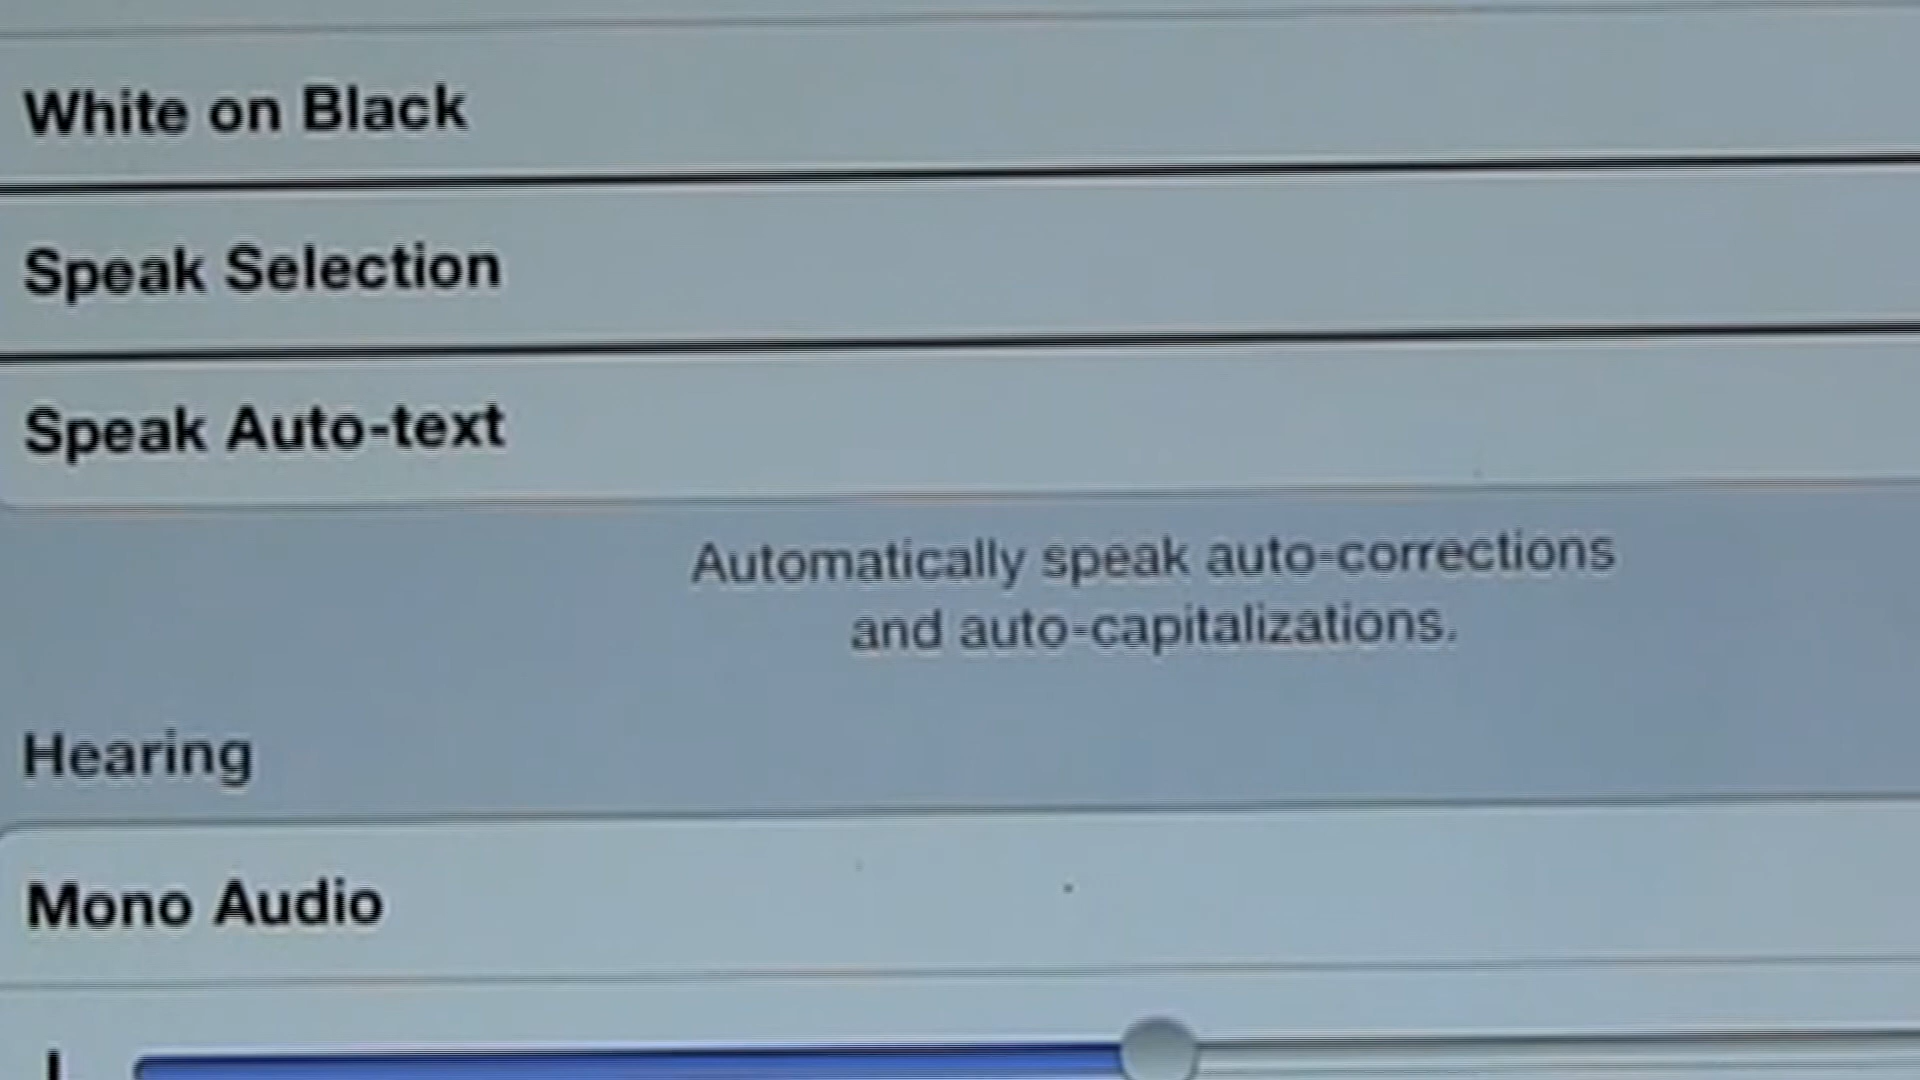 White on Black
Speak Selection
Speak Auto-text
Automatically speak auto-corrections
and auto-capitalizations.
Hearing
Mono Audio